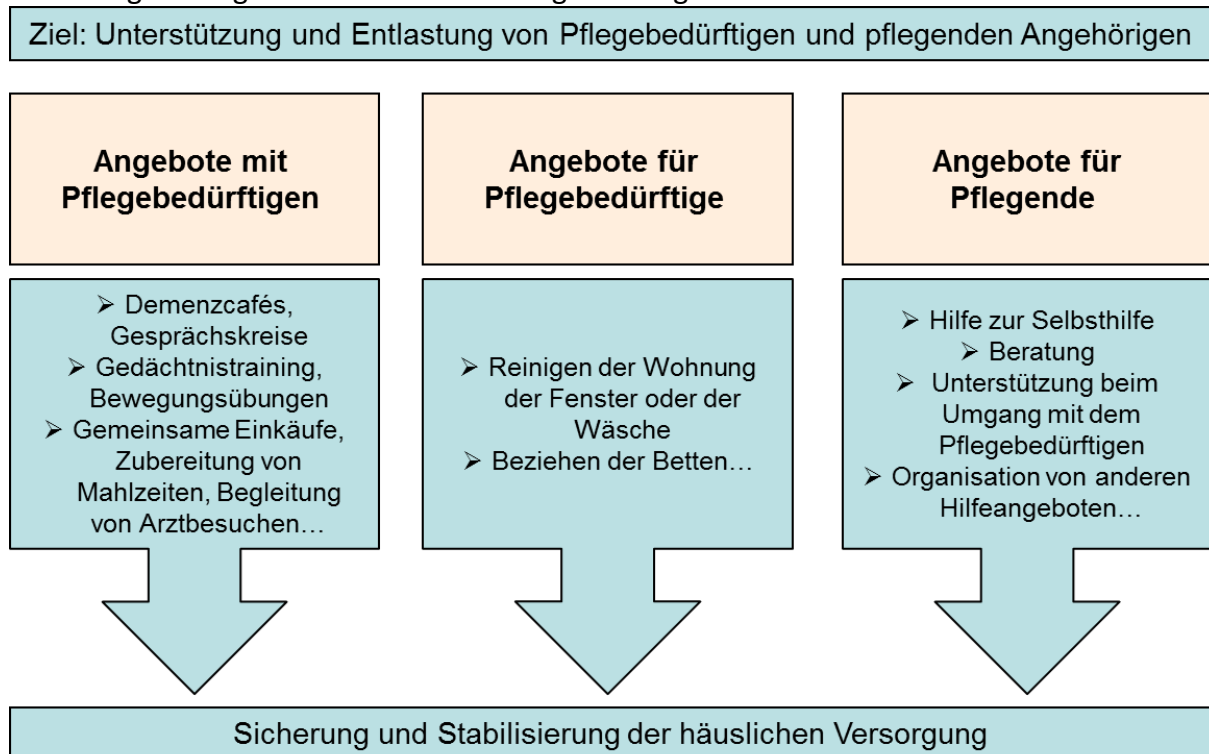 Ziel: Unterstützung und Entlastung von Pflegebedürftigen und pflegenden Angehörigen
Angebote mit
Pflegebedürftigen
➢ Demenzcafés,
Gesprächskreise
➢ Gedächtnistraining,
Bewegungsübungen
➢ Gemeinsame Einkäufe,
Zubereitung von
Mahlzeiten, Begleitung
von Arztbesuchen…
Angebote für
Pflegebedürftige
➢ Reinigen der Wohnung
der Fenster oder der
Wäsche
➢ Beziehen der Betten…
Angebote für
Pflegende
➢ Hilfe zur Selbsthilfe
➢ Beratung
➢ Unterstützung beim
Umgang mit dem
Pflegebedürftigen
➢ Organisation von anderen
Hilfeangeboten…
Sicherung und Stabilisierung der häuslichen Versorgung